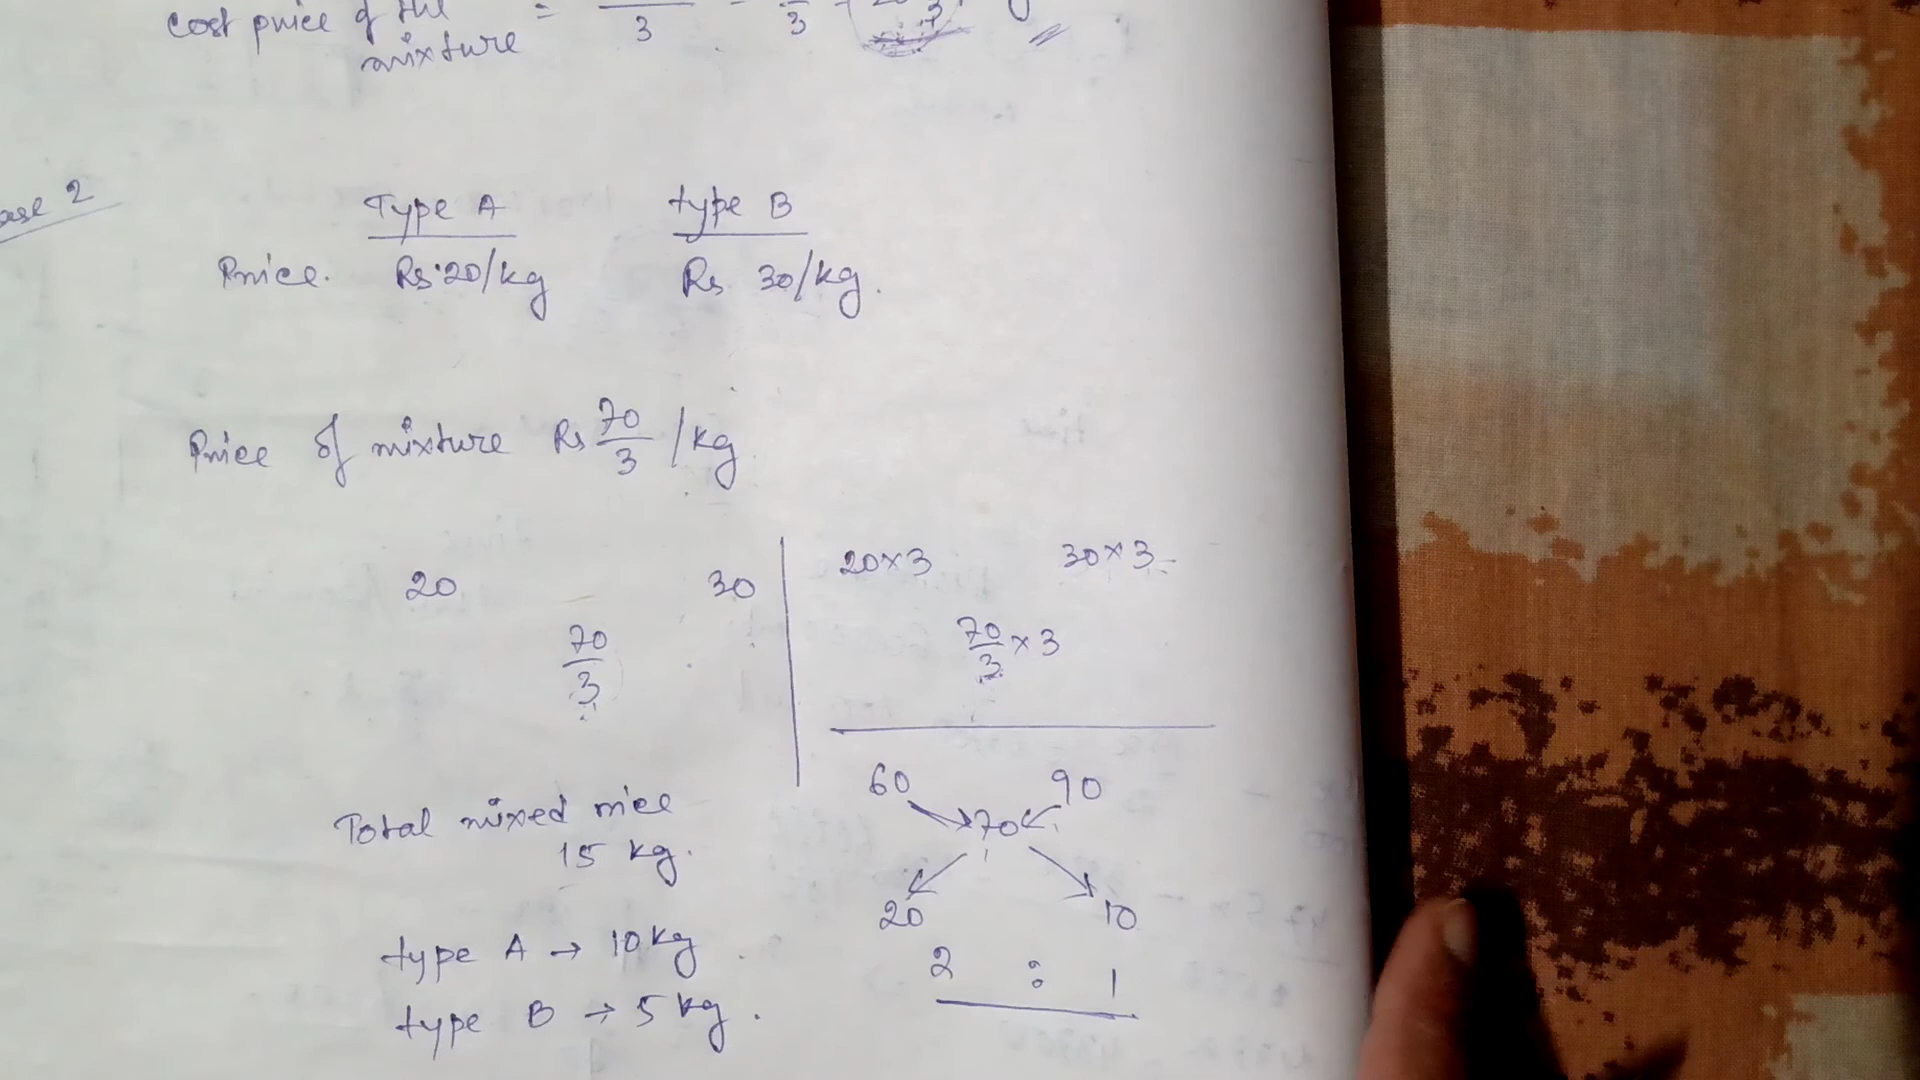 cost price of the = 3 3
mixture
ase 2
Type A type B
Price. Rs. 20/kg Rs 30/kg.
Price of mixture Rs 70/3 /kg
20 30
70/3
20×3 30×3
70/3 × 3
60 90
70
20 10
2 : 1
Total mixed rice
15 kg.
type A → 10 kg
type B → 5 kg.